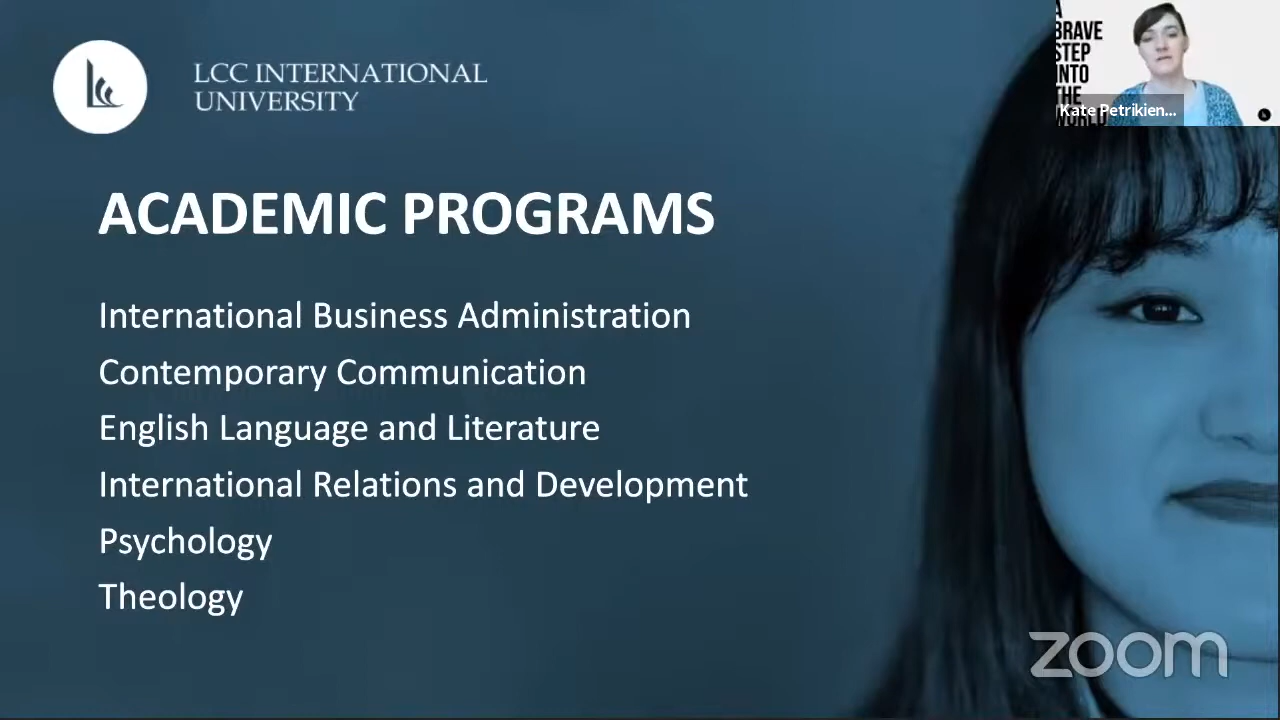 LCC INTERNATIONAL
UNIVERSITY
ACADEMIC PROGRAMS
International Business Administration
Contemporary Communication
English Language and Literature
International Relations and Development
Psychology
Theology
A
BRAVE
STEP
INTO
THE
WORLD
Kate Petrikien...
zoom